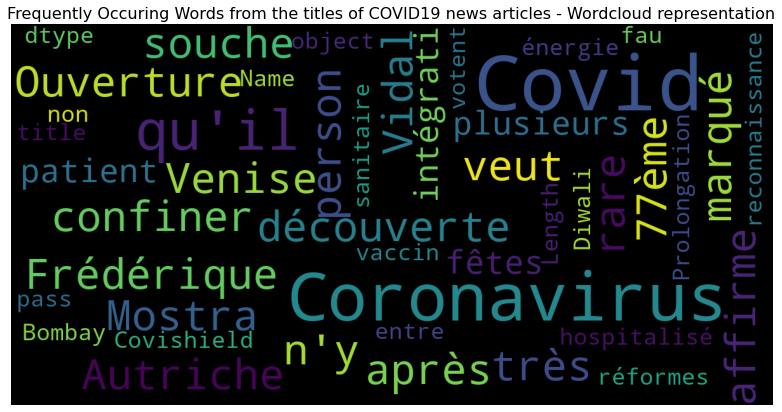 Frequently Occuring Words from the titles of COVID19 news articles - Wordcloud representation
dtype
souche
object
Vidal
intégrati
votent
énergie
fau
reconnaissance
Ouverture
Name
Covid
non
qu'il
person
sanitaire
plusieurs
77ème
marqué
title
patient
Venise
veut
rare
Prolongation
confiner
découverte
Length
Diwali
vaccin
fêtes
affirme
Frédérique
Coronavirus
pass
Mostra
Bombay
Covishield
n'y
entre
hospitalisé
Autriche
après
très
réformes